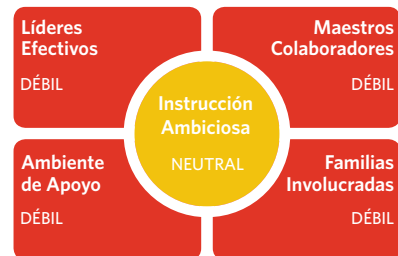 Líderes
Efectivos
DÉBIL
Maestros
Colaboradores
DÉBIL
Instrucción
Ambiciosa
NEUTRAL
Ambiente
de Apoyo
DÉBIL
Familias
Involucradas
DÉBIL